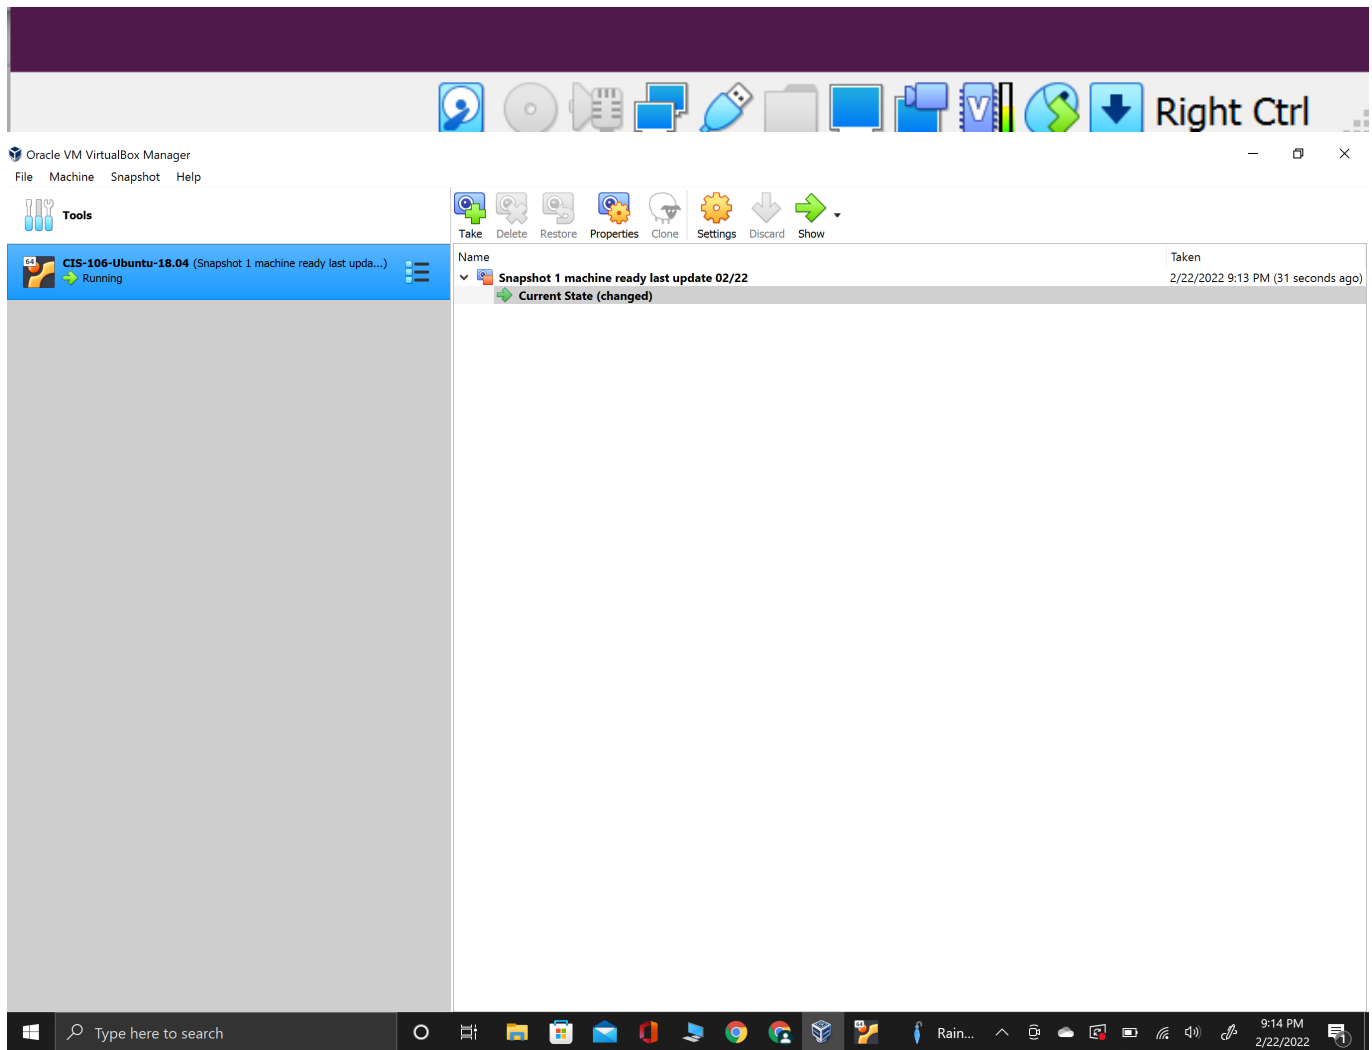 Right Ctrl
Oracle VM VirtualBox Manager
File Machine Snapshot Help
Tools
Take Delete Restore Properties Clone Settings Discard Show
64
CIS-106-Ubuntu-18.04 (Snapshot 1 machine ready last upda...)
Running
Name Taken
Snapshot 1 machine ready last update 02/22 2/22/2022 9:13 PM (31 seconds ago)
Current State (changed)
Type here to search
Rain...
9:14 PM
2/22/2022
1